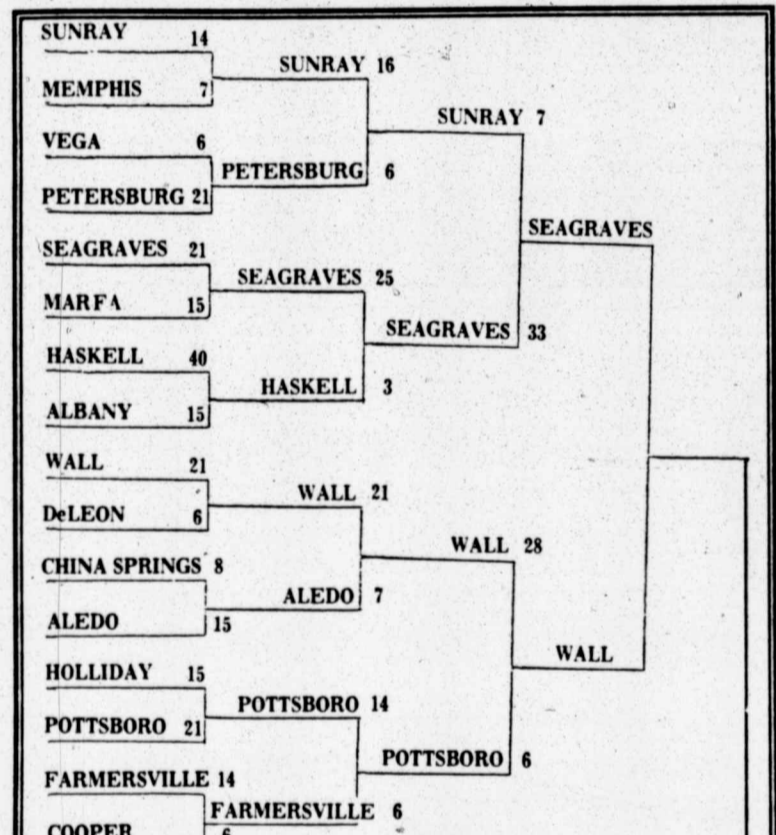 SUNRAY 14
SUNRAY 16
MEMPHIS 7
SUNRAY 7
VEGA 6
PETERSBURG 6
PETERSBURG 21
SEAGRAVES
SEAGRAVES 21
SEAGRAVES 25
MARFA 15
SEAGRAVES 33
HASKELL 40
HASKELL 3
ALBANY 15
WALL 21
WALL 21
DeLEON 6
WALL 28
CHINA SPRINGS 8
ALEDO 7
ALEDO 15
WALL
HOLLIDAY 15
POTTSBORO 14
POTTSBORO 21
POTTSBORO 6
FARMERSVILLE 14
FARMERSVILLE 6
COOPER 6